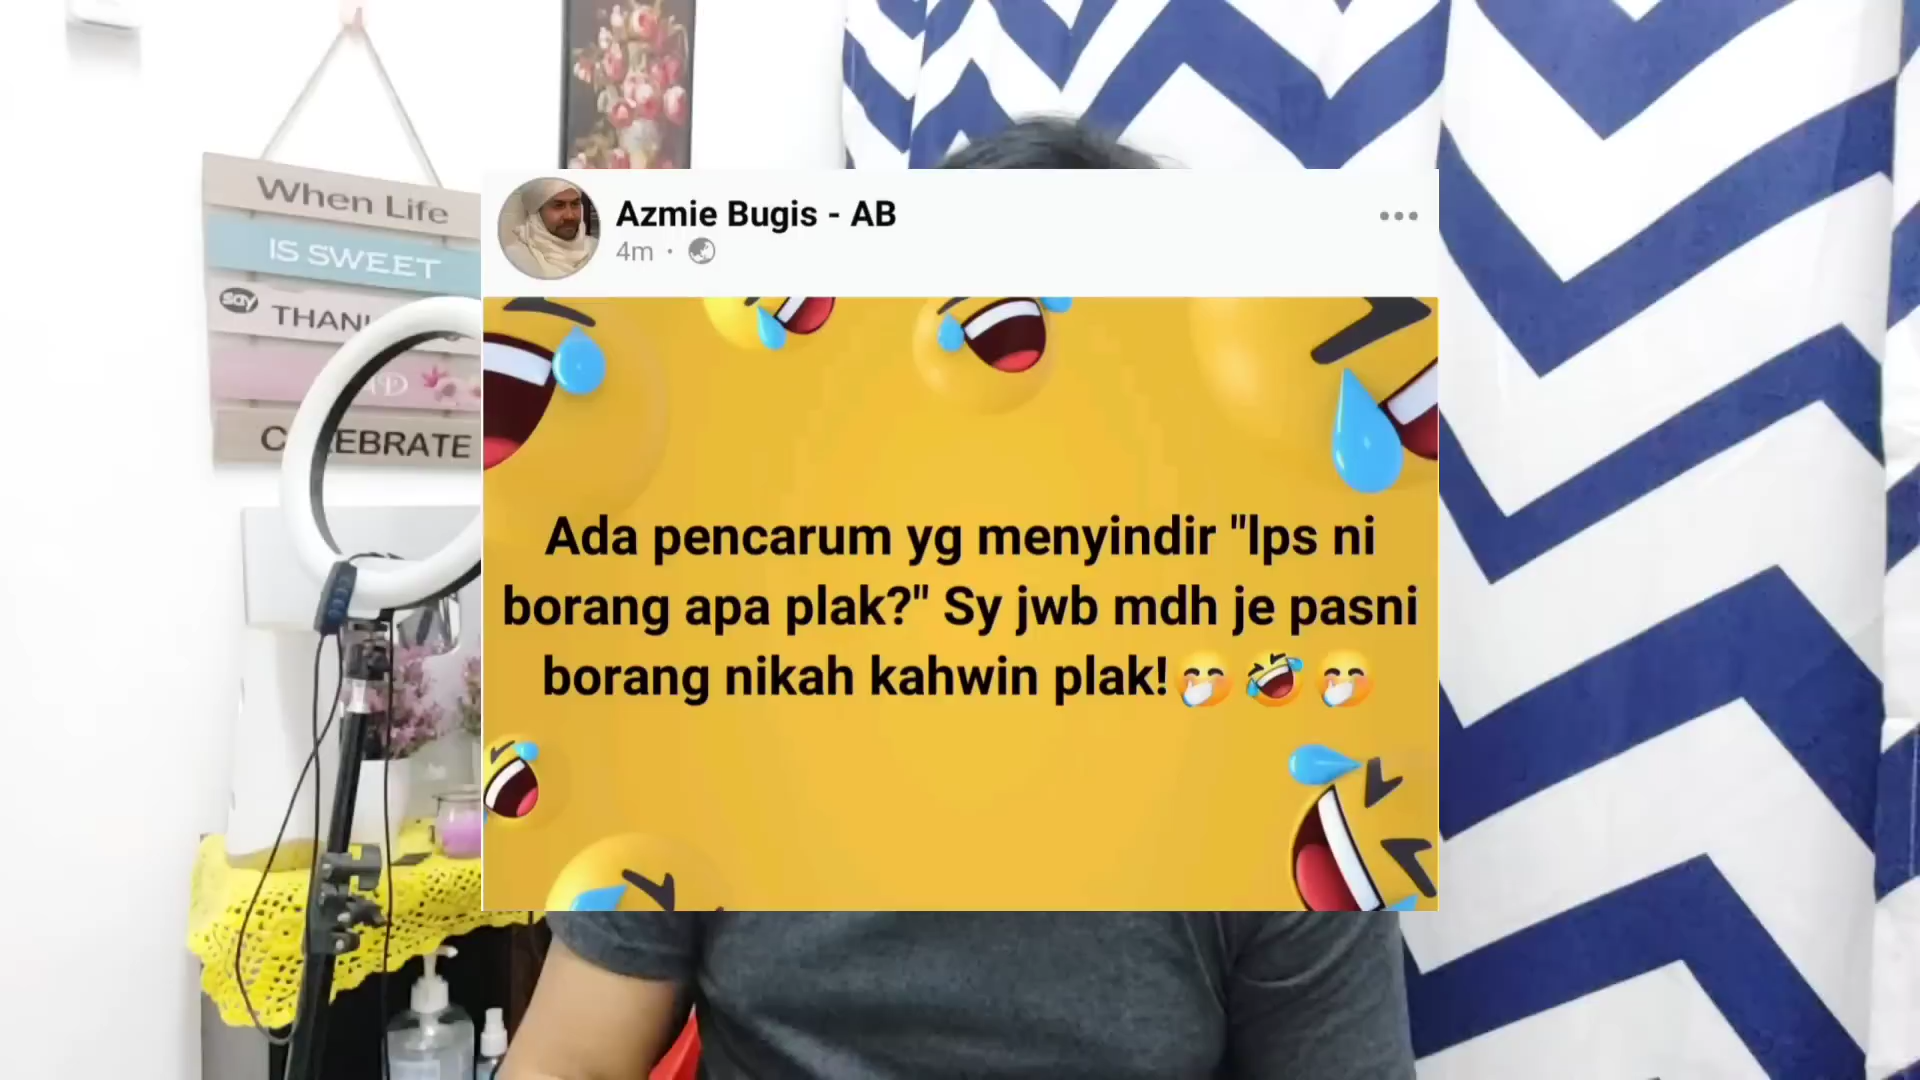 When Life
IS SWEET
say
THAN
C
EBRATE
Azmie Bugis - AB
4m ·
Ada pencarum yg menyindir "lps ni
borang apa plak?" Sy jwb mdh je pasni
borang nikah kahwin plak!🤭🤣🤭